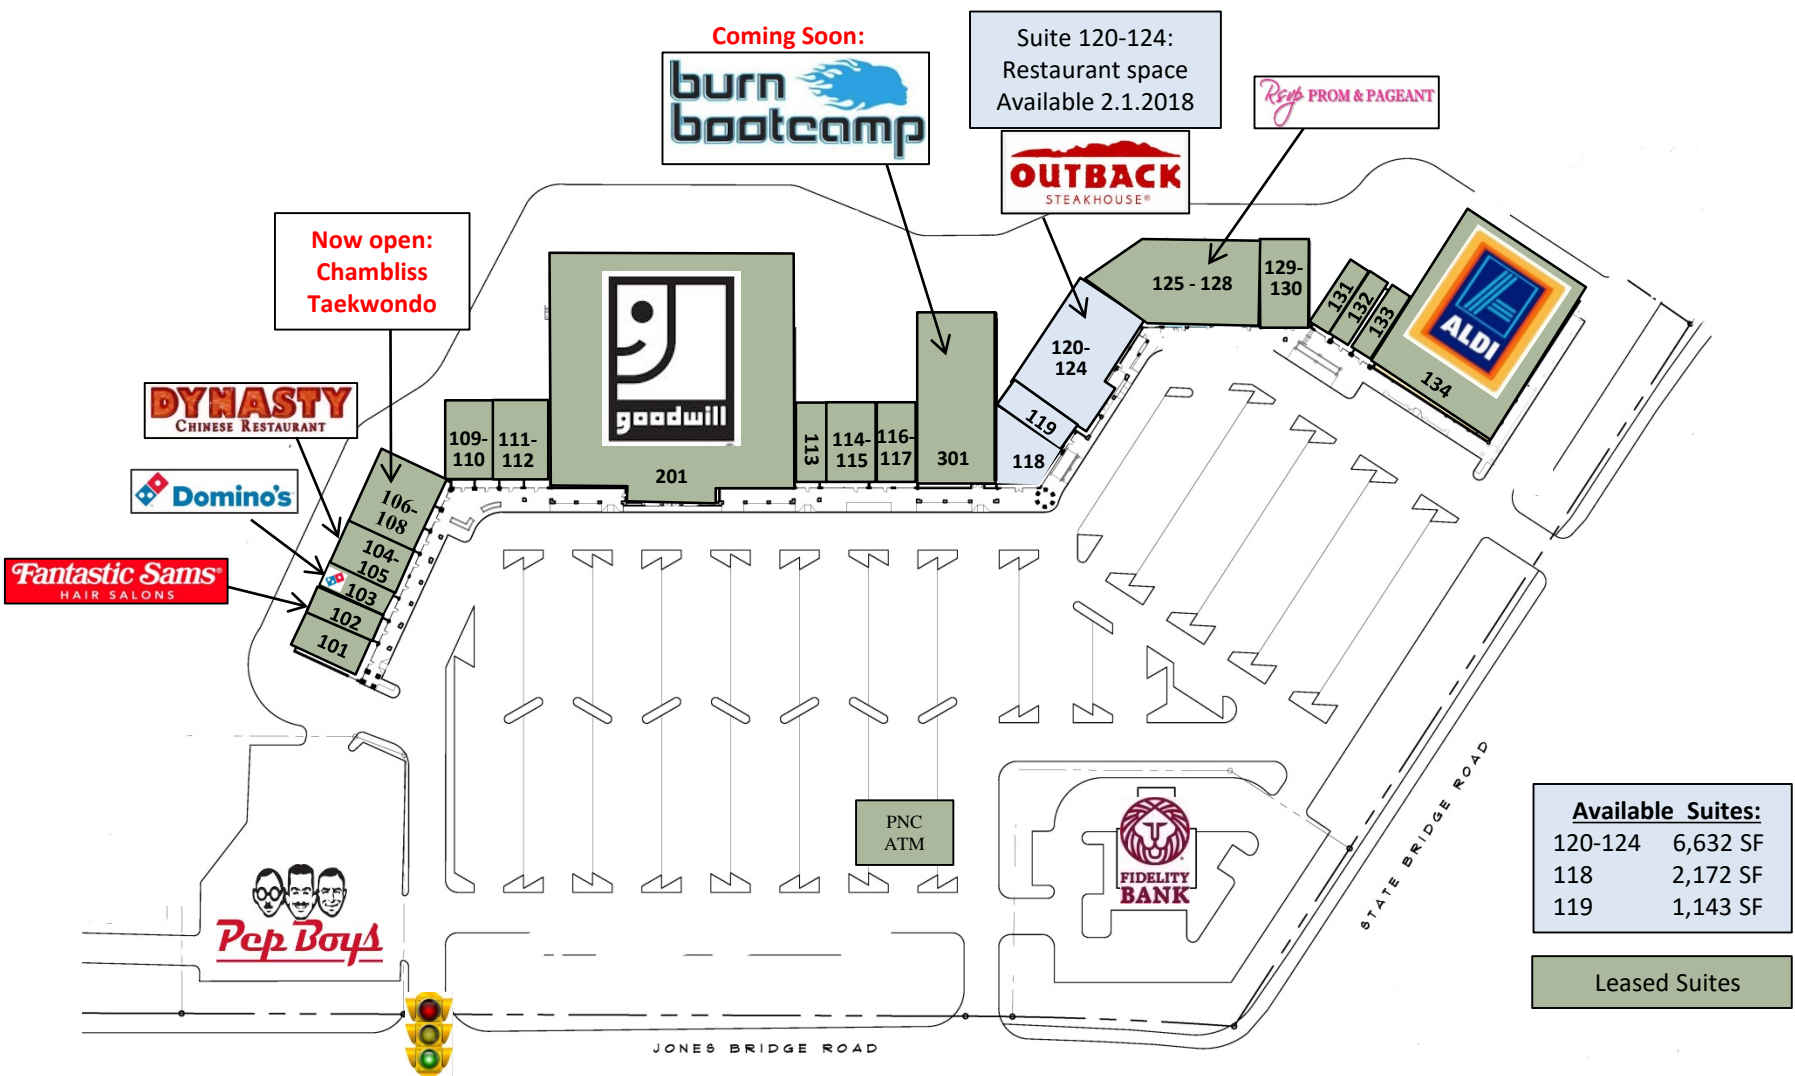 Coming Soon:
burn
bootcamp
Suite 120-124:
Restaurant space
Available 2.1.2018
OUTBACK
STEAKHOUSE®
Rsvp PROM & PAGEANT
Now open:
Chambliss
Taekwondo
DYNASTY
CHINESE RESTAURANT
Domino's
Fantastic Sams®
HAIR SALONS
101
102
103
104-
105
106-
108
109-
110
111-
112
goodwill
201
113
114-
115
116-
117
301
118
119
120-
124
125 - 128
129-
130
131
132
133
ALDI
134
PNC
ATM
FIDELITY
BANK
Pep Boys
STATE BRIDGE ROAD
JONES BRIDGE ROAD
Available Suites:
120-124 6,632 SF
118 2,172 SF
119 1,143 SF
Leased Suites